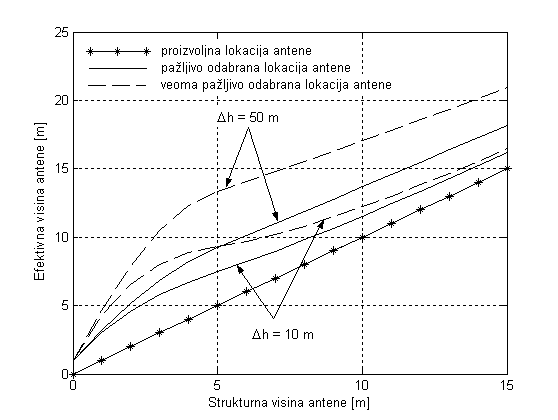 25
proizvoljna lokacija antene
pažljivo odabrana lokacija antene
veoma pažljivo odabrana lokacija antene
20
Δh = 50 m
15
Efektivna visina antene [m]
10
5
Δh = 10 m
0
0 5 10 15
Strukturna visina antene [m]